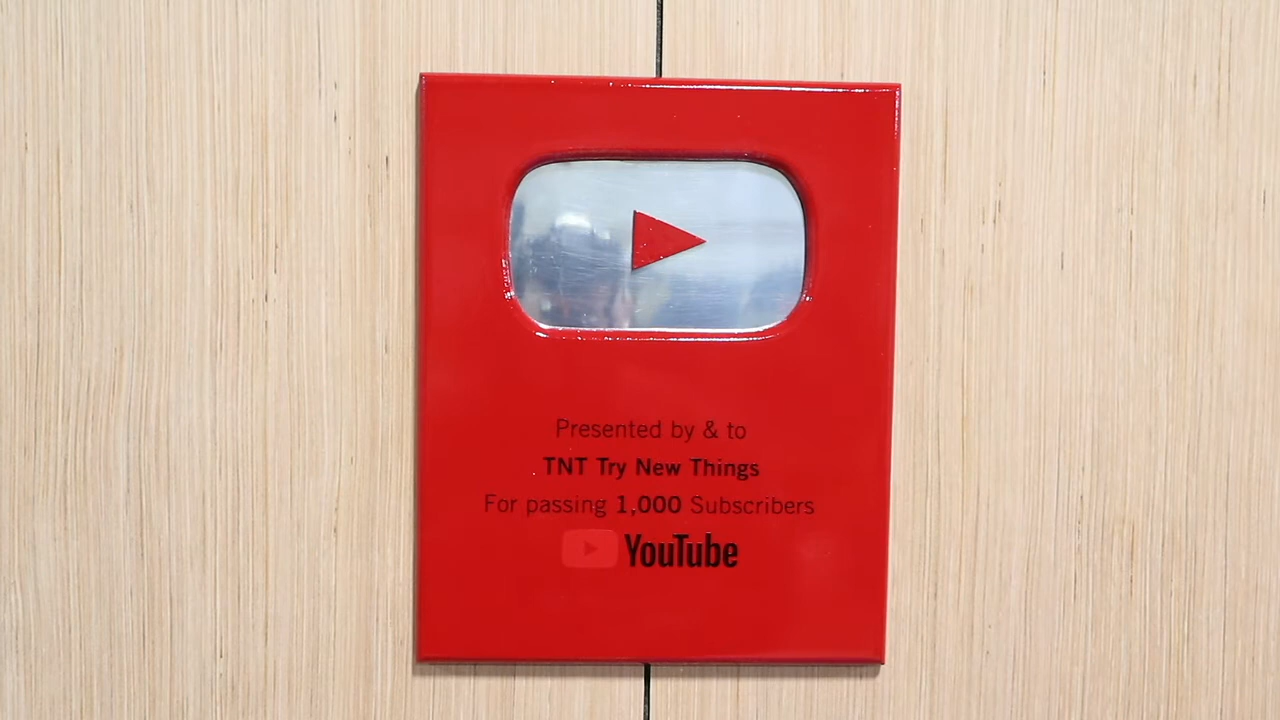 Presented by & to
TNT Try New Things
For passing 1,000 Subscribers
YouTube